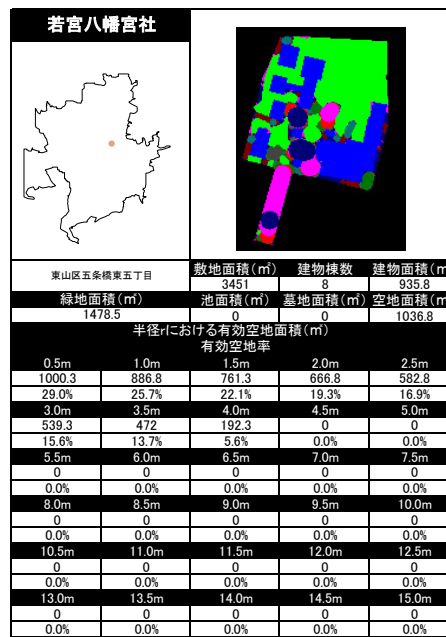 若宮八幡宮社
東山区五条橋東五丁目
敷地面積(㎡) 建物棟数 建物面積(㎡)
3451 8 935.8
緑地面積(㎡) 池面積(㎡) 墓地面積(㎡) 空地面積(㎡)
1478.5 0 0 1036.8
半径rにおける有効空地面積(㎡)
有効空地率
0.5m 1.0m 1.5m 2.0m 2.5m
1000.3 886.8 761.3 666.8 582.8
29.0% 25.7% 22.1% 19.3% 16.9%
3.0m 3.5m 4.0m 4.5m 5.0m
539.3 472 192.3 0 0
15.6% 13.7% 5.6% 0.0% 0.0%
5.5m 6.0m 6.5m 7.0m 7.5m
0 0 0 0 0
0.0% 0.0% 0.0% 0.0% 0.0%
8.0m 8.5m 9.0m 9.5m 10.0m
0 0 0 0 0
0.0% 0.0% 0.0% 0.0% 0.0%
10.5m 11.0m 11.5m 12.0m 12.5m
0 0 0 0 0
0.0% 0.0% 0.0% 0.0% 0.0%
13.0m 13.5m 14.0m 14.5m 15.0m
0 0 0 0 0
0.0% 0.0% 0.0% 0.0% 0.0%